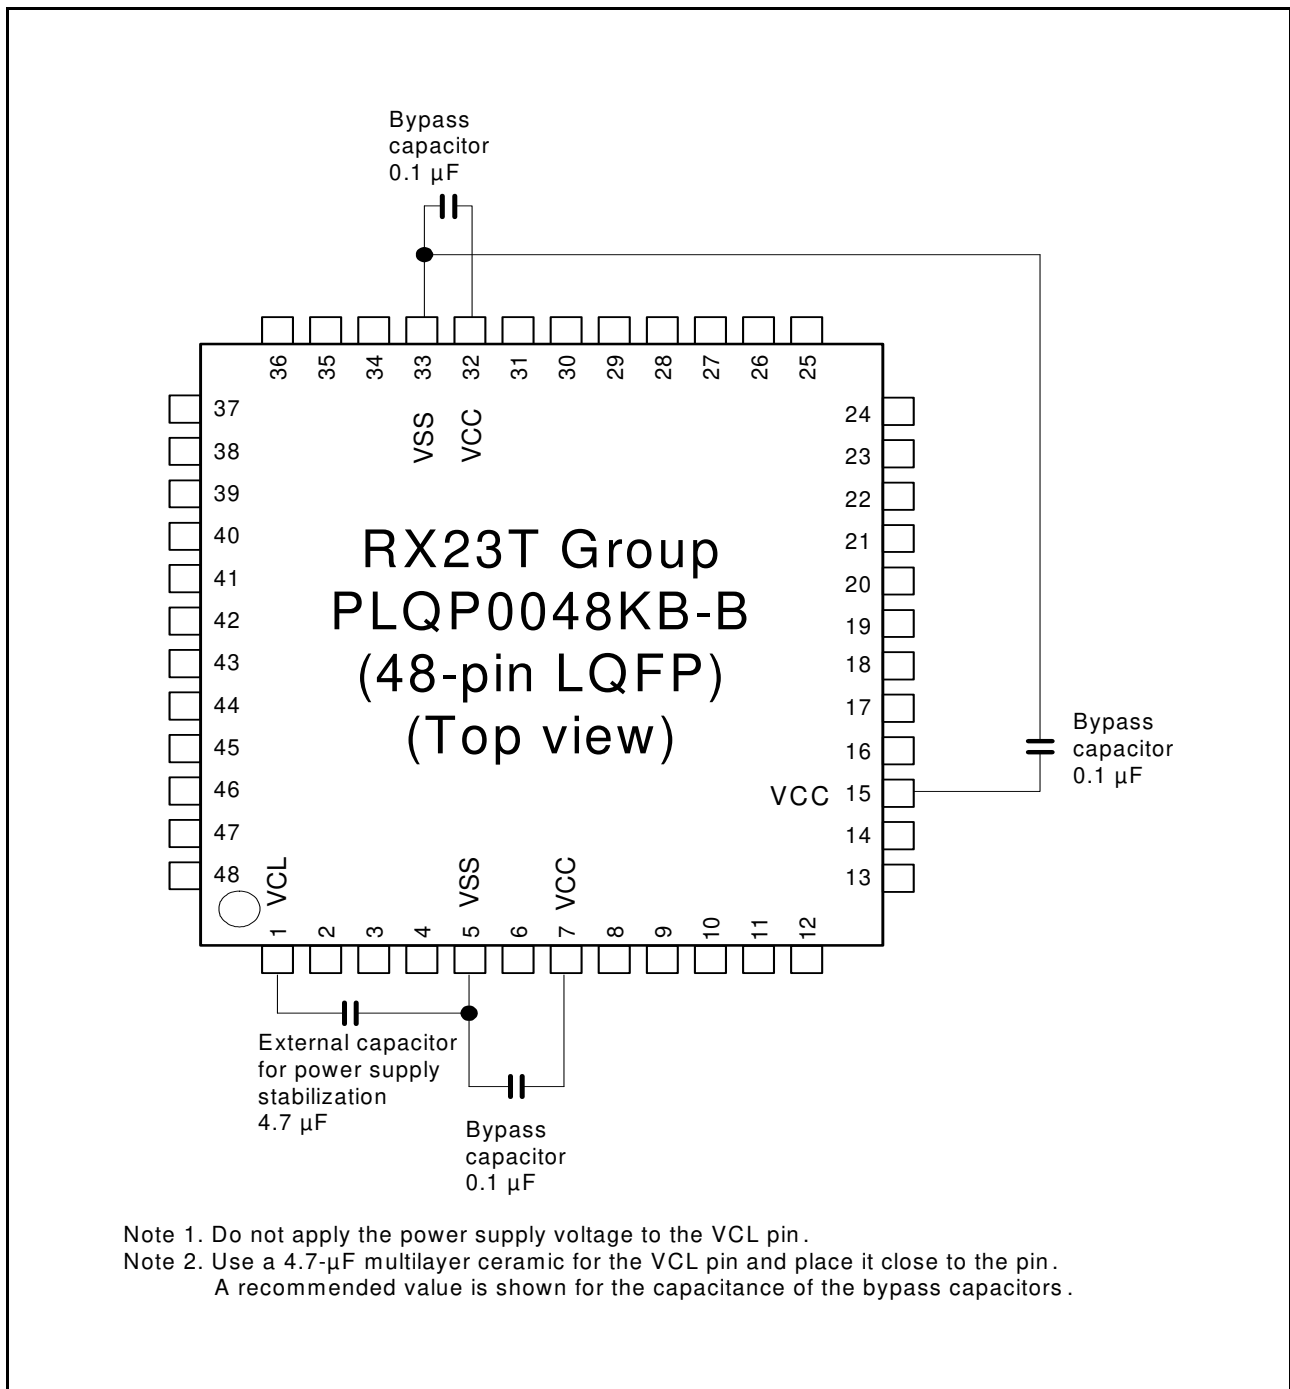 Bypass
capacitor
0.1 µF
36 35 34 33 32 31 30 29 28 27 26 25
VSS VCC
37
38
39
40
41
42
43
44
45
46
47
48
24
23
22
21
20
19
18
17
16
VCC 15
14
13
RX23T Group
PLQP0048KB-B
(48-pin LQFP)
(Top view)
Bypass
capacitor
0.1 µF
VCL VSS VCC
1 2 3 4 5 6 7 8 9 10 11 12
External capacitor
for power supply
stabilization
4.7 µF
Bypass
capacitor
0.1 µF
Note 1. Do not apply the power supply voltage to the VCL pin.
Note 2. Use a 4.7-µF multilayer ceramic for the VCL pin and place it close to the pin.
A recommended value is shown for the capacitance of the bypass capacitors.